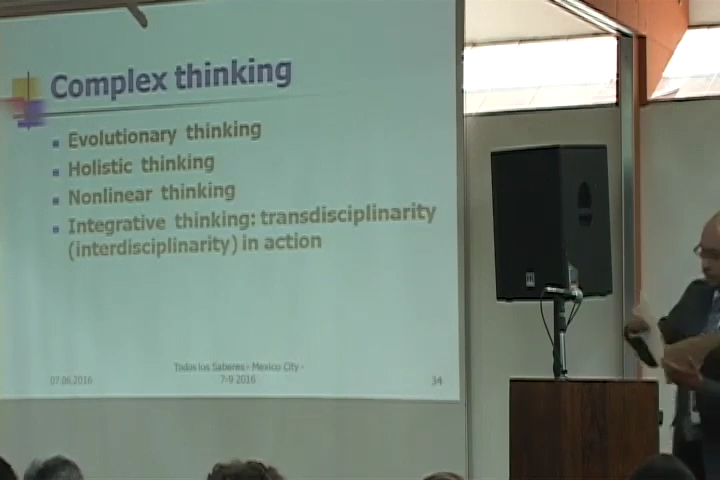 Complex thinking
Evolutionary thinking
Holistic thinking
Nonlinear thinking
Integrative thinking: transdisciplinarity
(interdisciplinarity) in action
Todos los Saberes - Mexico City -
07.06.2016 7-9 2016 34